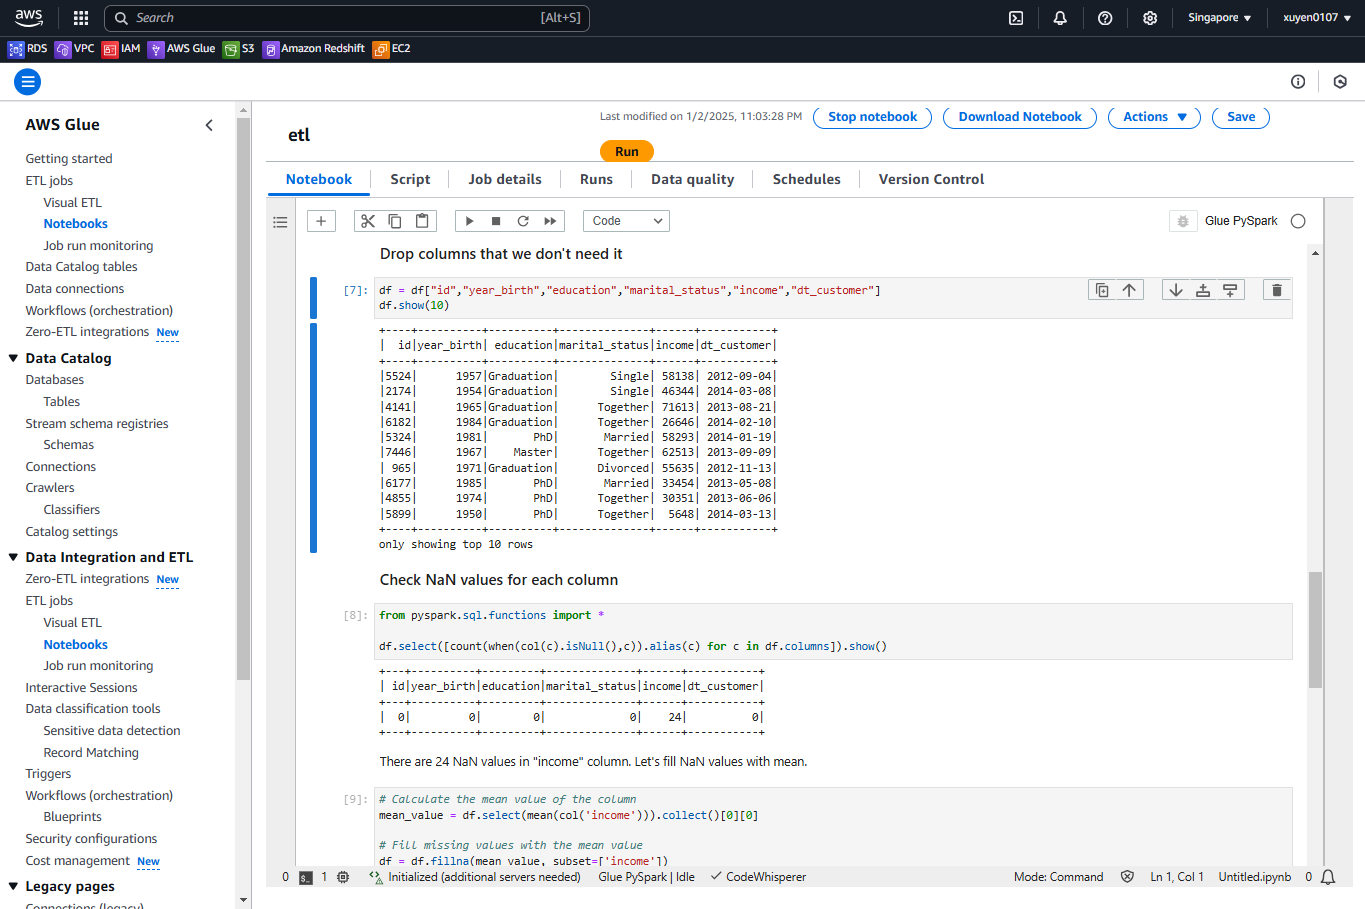 aws
Search
[Alt+S]
Singapore
xuyen0107
RDS
VPC
IAM
AWS Glue
S3
Amazon Redshift
EC2
AWS Glue
Getting started
ETL jobs
Visual ETL
Notebooks
Job run monitoring
Data Catalog tables
Data connections
Workflows (orchestration)
Zero-ETL integrations New
Data Catalog
Databases
Tables
Stream schema registries
Schemas
Connections
Crawlers
Classifiers
Catalog settings
Data Integration and ETL
Zero-ETL integrations New
ETL jobs
Visual ETL
Notebooks
Job run monitoring
Interactive Sessions
Data classification tools
Sensitive data detection
Record Matching
Triggers
Workflows (orchestration)
Blueprints
Security configurations
Cost management New
Legacy pages
Connections (legacy)
etl
Last modified on 1/2/2025, 11:03:28 PM
Stop notebook
Download Notebook
Actions
Save
Run
Notebook
Script
Job details
Runs
Data quality
Schedules
Version Control
Code
Glue PySpark
Drop columns that we don't need it
[7]: df = df["id","year_birth","education","marital_status","income","dt_customer"]
df.show(10)
+----+----------+----------+--------------+------+-----------+
|  id|year_birth| education|marital_status|income|dt_customer|
+----+----------+----------+--------------+------+-----------+
|5524|      1957|Graduation|        Single| 58138| 2012-09-04|
|2174|      1954|Graduation|        Single| 46344| 2014-03-08|
|4141|      1965|Graduation|      Together| 71613| 2013-08-21|
|6182|      1984|Graduation|      Together| 26646| 2014-02-10|
|5324|      1981|       PhD|       Married| 58293| 2014-01-19|
|7446|      1967|    Master|      Together| 62513| 2013-09-09|
| 965|      1971|Graduation|      Divorced| 55635| 2012-11-13|
|6177|      1985|       PhD|       Married| 33454| 2013-05-08|
|4855|      1974|       PhD|      Together| 30351| 2013-06-06|
|5899|      1950|       PhD|      Together|  5648| 2014-03-13|
+----+----------+----------+--------------+------+-----------+
only showing top 10 rows
Check NaN values for each column
[8]: from pyspark.sql.functions import *
df.select([count(when(col(c).isNull(),c)).alias(c) for c in df.columns]).show()
+---+----------+---------+--------------+------+-----------+
| id|year_birth|education|marital_status|income|dt_customer|
+---+----------+---------+--------------+------+-----------+
|  0|         0|        0|             0|    24|          0|
+---+----------+---------+--------------+------+-----------+
There are 24 NaN values in "income" column. Let's fill NaN values with mean.
[9]: # Calculate the mean value of the column
mean_value = df.select(mean(col('income'))).collect()[0][0]
# Fill missing values with the mean value
df = df.fillna(mean_value, subset=['income'])
0
1
Initialized (additional servers needed)
Glue PySpark | Idle
CodeWhisperer
Mode: Command
Ln 1, Col 1
Untitled.ipynb
0